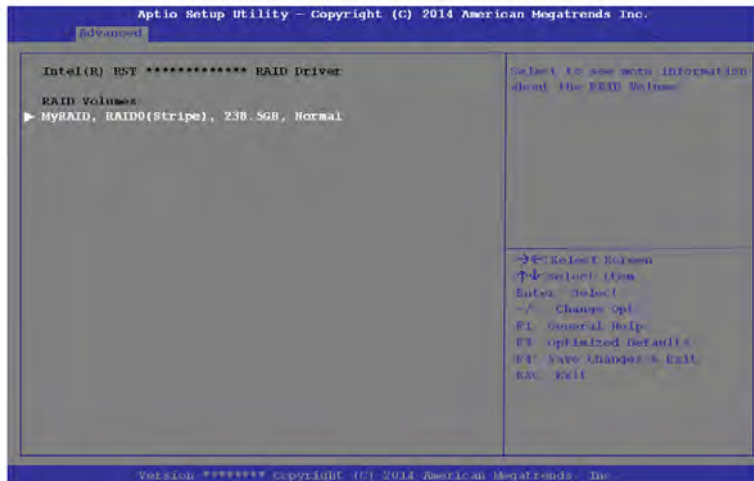 Aptio Setup Utility – Copyright (C) 2014 American Megatrends Inc.
Advanced
Intel(R) RST ************* RAID Driver
RAID Volumes
▶ MyRAID, RAID0(Stripe), 238.5GB, Normal
Select to see more information
about the RAID Volume
→←:Select Screen
↑↓:Select Item
Enter Select
Change Opt
F1 General Help
Optimized Defaults
Save Changes & Exit
ESC Exit
Version ******** Copyright (C) 2014 American Megatrends Inc